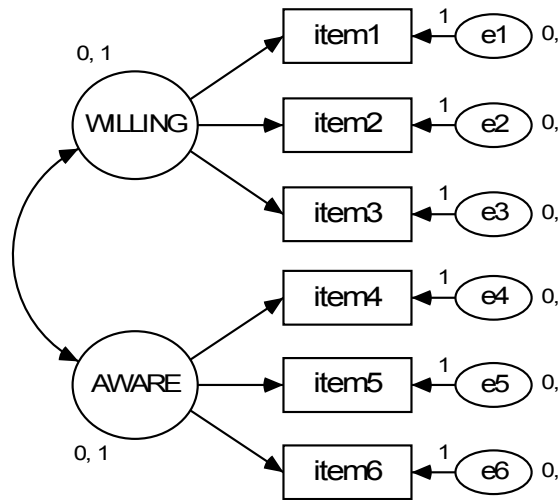 1
item1
e1
0,
0, 1
WILLING
1
item2
e2
0,
1
item3
e3
0,
1
item4
e4
0,
AWARE
1
item5
e5
0,
0, 1
1
item6
e6
0,